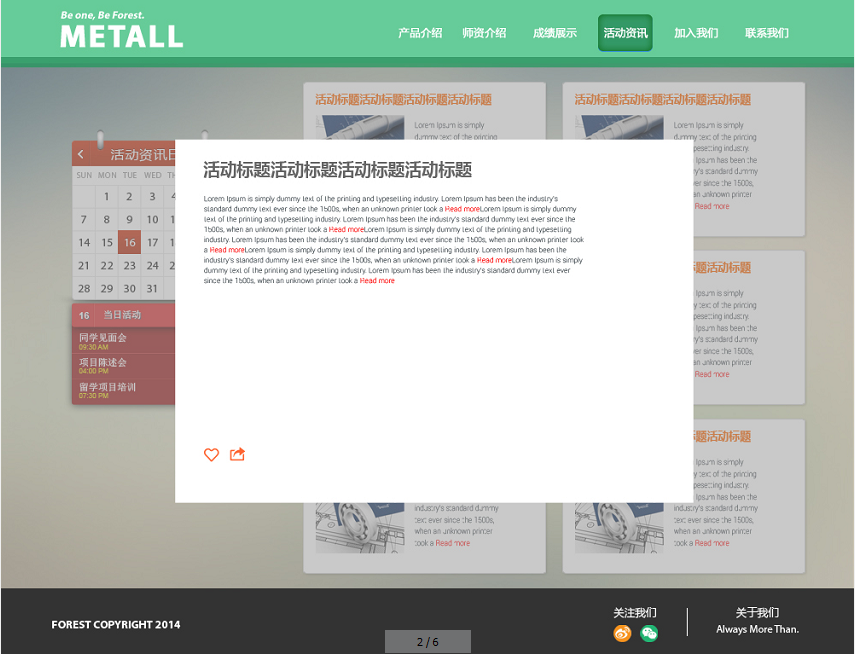 Be one, Be Forest.
METALL
产品介绍 师资介绍 成绩展示 活动资讯 加入我们 联系我们
活动标题活动标题活动标题活动标题
Lorem Ipsum is simply
dummy text of the printing
活动标题活动标题活动标题活动标题
Lorem Ipsum is simply
dummy text of the printing
typesetting industry.
Ipsum has been the
industry's standard dummy
ever since the 1500s,
an unknown printer
Read more
活动资讯日
SUN MON TUE WED TH
1 2 3 4
7 8 9 10 1
14 15 16 17 1
21 22 23 24 2
28 29 30 31
16 当日活动
同学见面会
09:30 AM
项目陈述会
04:00 PM
留学项目培训
07:30 PM
活动标题活动标题活动标题活动标题
Lorem Ipsum is simply dummy text of the printing and typesetting industry. Lorem Ipsum has been the industry's
standard dummy text ever since the 1500s, when an unknown printer took a Read moreLorem Ipsum is simply dummy
text of the printing and typesetting industry. Lorem Ipsum has been the industry's standard dummy text ever since the
1500s, when an unknown printer took a Read moreLorem Ipsum is simply dummy text of the printing and typesetting
industry. Lorem Ipsum has been the industry's standard dummy text ever since the 1500s, when an unknown printer took
a Read moreLorem Ipsum is simply dummy text of the printing and typesetting industry. Lorem Ipsum has been the
industry's standard dummy text ever since the 1500s, when an unknown printer took a Read moreLorem Ipsum is simply
dummy text of the printing and typesetting industry. Lorem Ipsum has been the industry's standard dummy text ever
since the 1500s, when an unknown printer took a Read more
标题活动标题
Ipsum is simply
text of the printing
typesetting industry.
Ipsum has been the
industry's standard dummy
ever since the 1500s,
an unknown printer
Read more
标题活动标题
Ipsum is simply
text of the printing
typesetting industry.
Ipsum has been the
industry's standard dummy
text ever since the 1500s,
when an unknown printer
took a Read more
industry's standard dummy
text ever since the 1500s,
when an unknown printer
took a Read more
FOREST COPYRIGHT 2014
2 / 6
关注我们
关于我们
Always More Than.